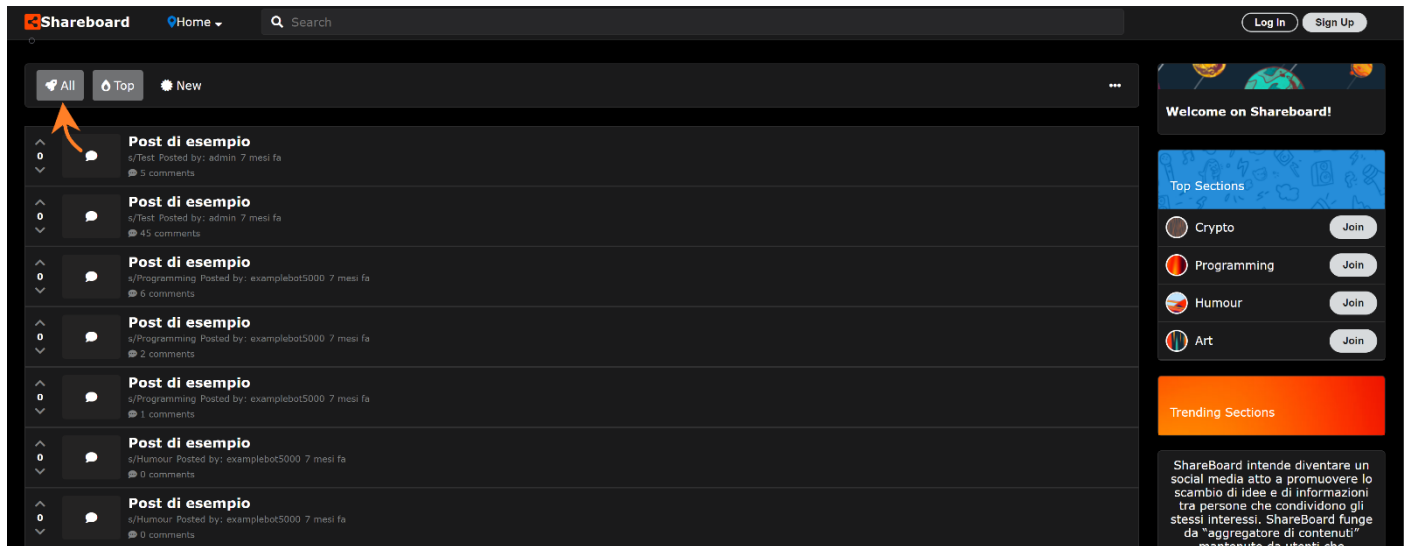 Shareboard
Home
Search
Log In
Sign Up
All
Top
New
Post di esempio
0
s/Test Posted by: admin 7 mesi fa
5 comments
Post di esempio
0
s/Test Posted by: admin 7 mesi fa
45 comments
Post di esempio
0
s/Programming Posted by: examplebot5000 7 mesi fa
6 comments
Post di esempio
0
s/Programming Posted by: examplebot5000 7 mesi fa
2 comments
Post di esempio
0
s/Programming Posted by: examplebot5000 7 mesi fa
1 comments
Post di esempio
0
s/Humour Posted by: examplebot5000 7 mesi fa
0 comments
Post di esempio
0
s/Humour Posted by: examplebot5000 7 mesi fa
0 comments
Welcome on Shareboard!
Top Sections
Crypto
Join
Programming
Join
Humour
Join
Art
Join
Trending Sections
ShareBoard intende diventare un
social media atto a promuovere lo
scambio di idee e di informazioni
tra persone che condividono gli
stessi interessi. ShareBoard funge
da "aggregatore di contenuti"
mantenuto da utenti che